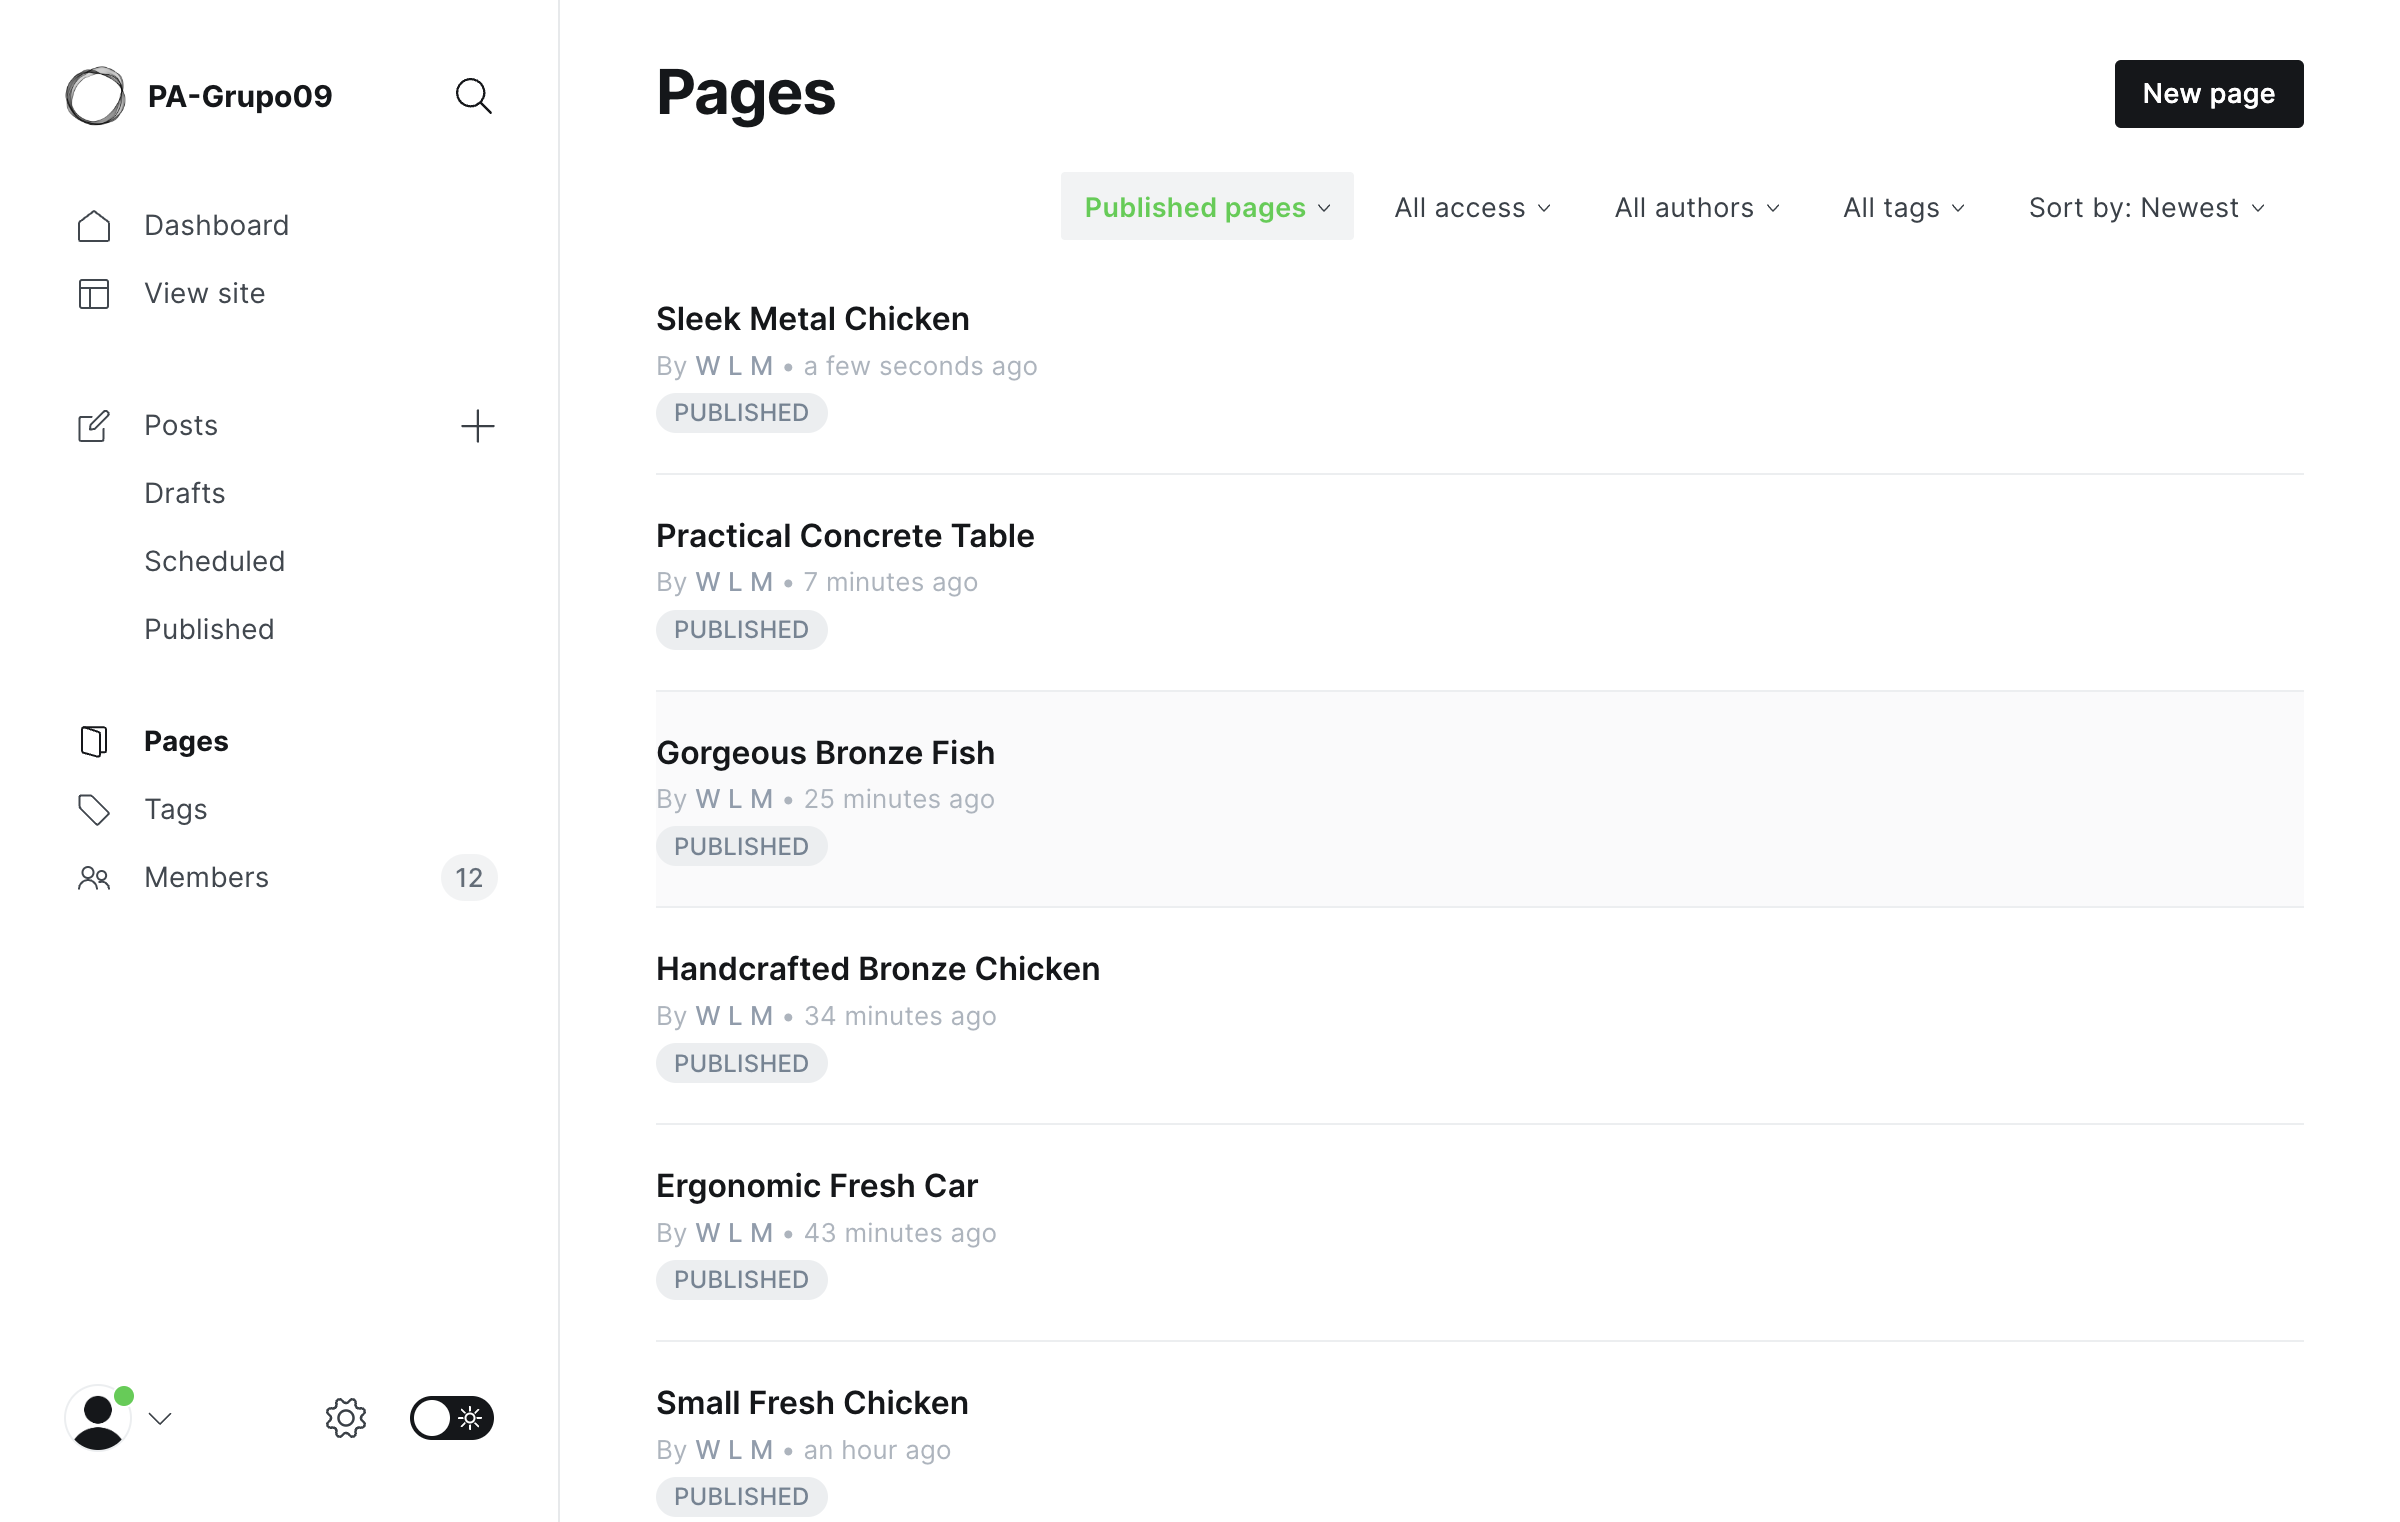 PA-Grupo09
Dashboard
View site
Posts
Drafts
Scheduled
Published
Pages
Tags
Members 12
Pages
New page
Published pages All access All authors All tags Sort by: Newest
Sleek Metal Chicken
By W L M • a few seconds ago
PUBLISHED
Practical Concrete Table
By W L M • 7 minutes ago
PUBLISHED
Gorgeous Bronze Fish
By W L M • 25 minutes ago
PUBLISHED
Handcrafted Bronze Chicken
By W L M • 34 minutes ago
PUBLISHED
Ergonomic Fresh Car
By W L M • 43 minutes ago
PUBLISHED
Small Fresh Chicken
By W L M • an hour ago
PUBLISHED